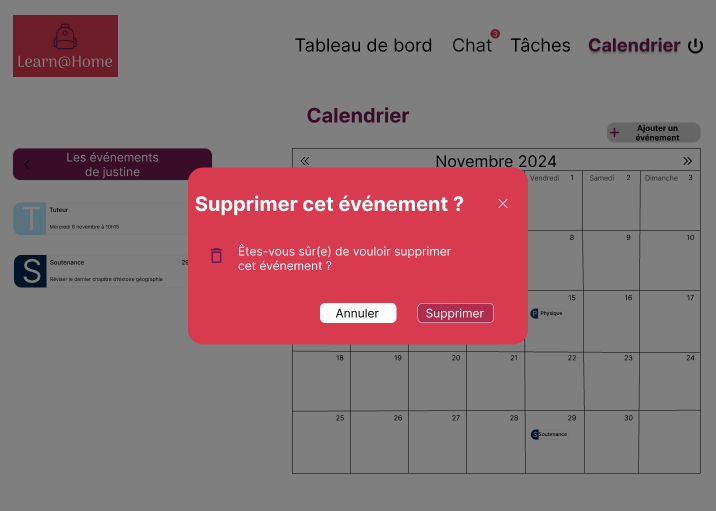 Learn@Home
Tableau de bord
Chat
3
Tâches
Calendrier
Calendrier
Ajouter un
événement
Les événements
de justine
Novembre 2024
Vendredi 1
Samedi 2
Dimanche 3
T
Tuteur
Mercredi 8 novembre à 10h15
S
Soutenance
Réviser le dernier chapitre d'histoire géographie
Supprimer cet événement ?
Êtes-vous sûr(e) de vouloir supprimer
cet événement ?
Annuler
Supprimer
8 9 10
15 16 17
P Physique
18 19 20 21 22 23 24
25 26 27 28 29 30
S Soutenance